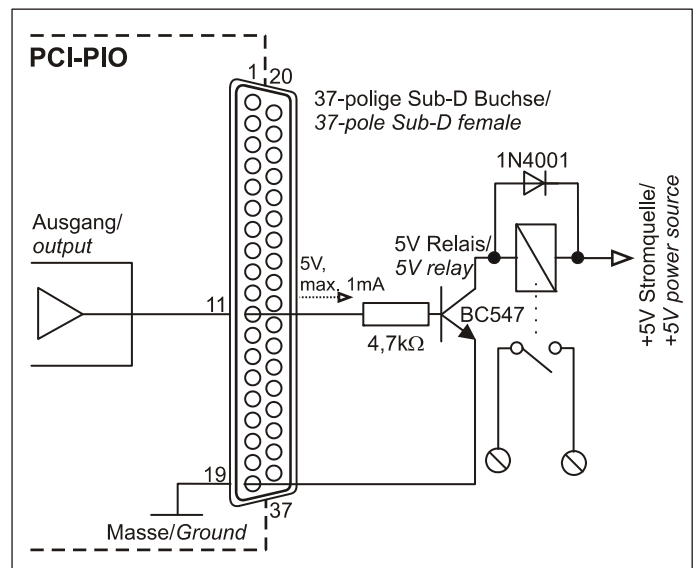 PCI-PIO
1 20
37-polige Sub-D Buchse/
37-pole Sub-D female
1N4001
Ausgang/
output
5V,
max. 1mA
5V Relais/
5V relay
+5V Stromquelle/
+5V power source
11
4,7kΩ
BC547
19
37
Masse/Ground